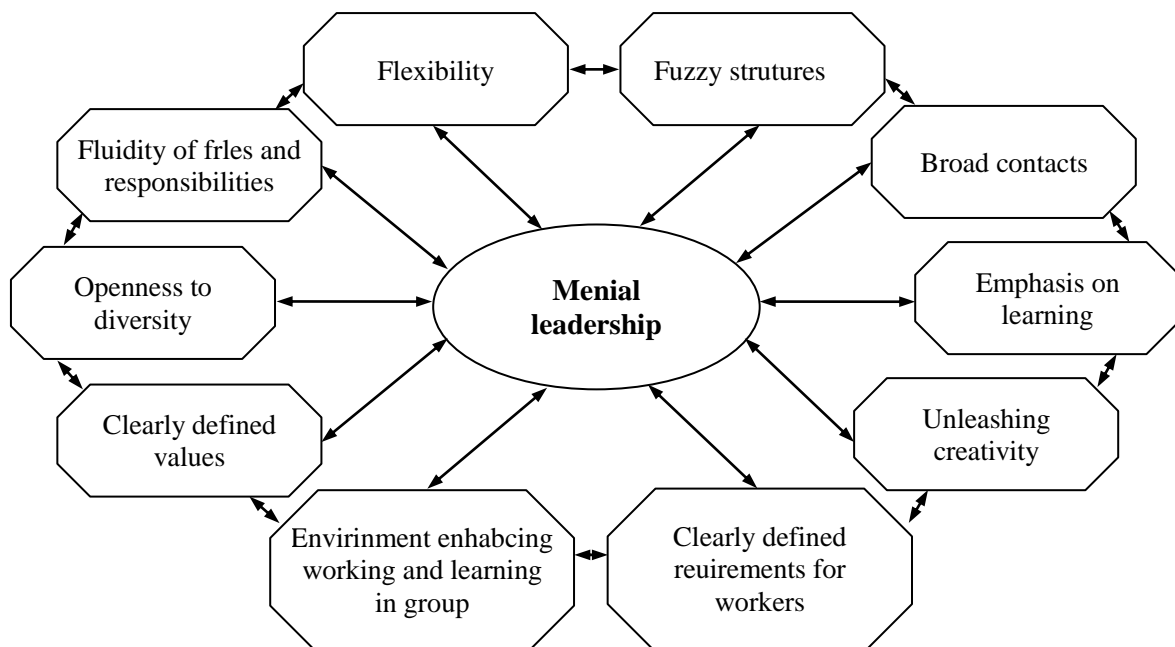 Flexibility
Fuzzy strutures
Fluidity of frles and
responsibilities
Broad contacts
Openness to
diversity
Menial
leadership
Emphasis on
learning
Clearly defined
values
Unleashing
creativity
Envirinment enhabcing
working and learning
in group
Clearly defined
reuirements for
workers